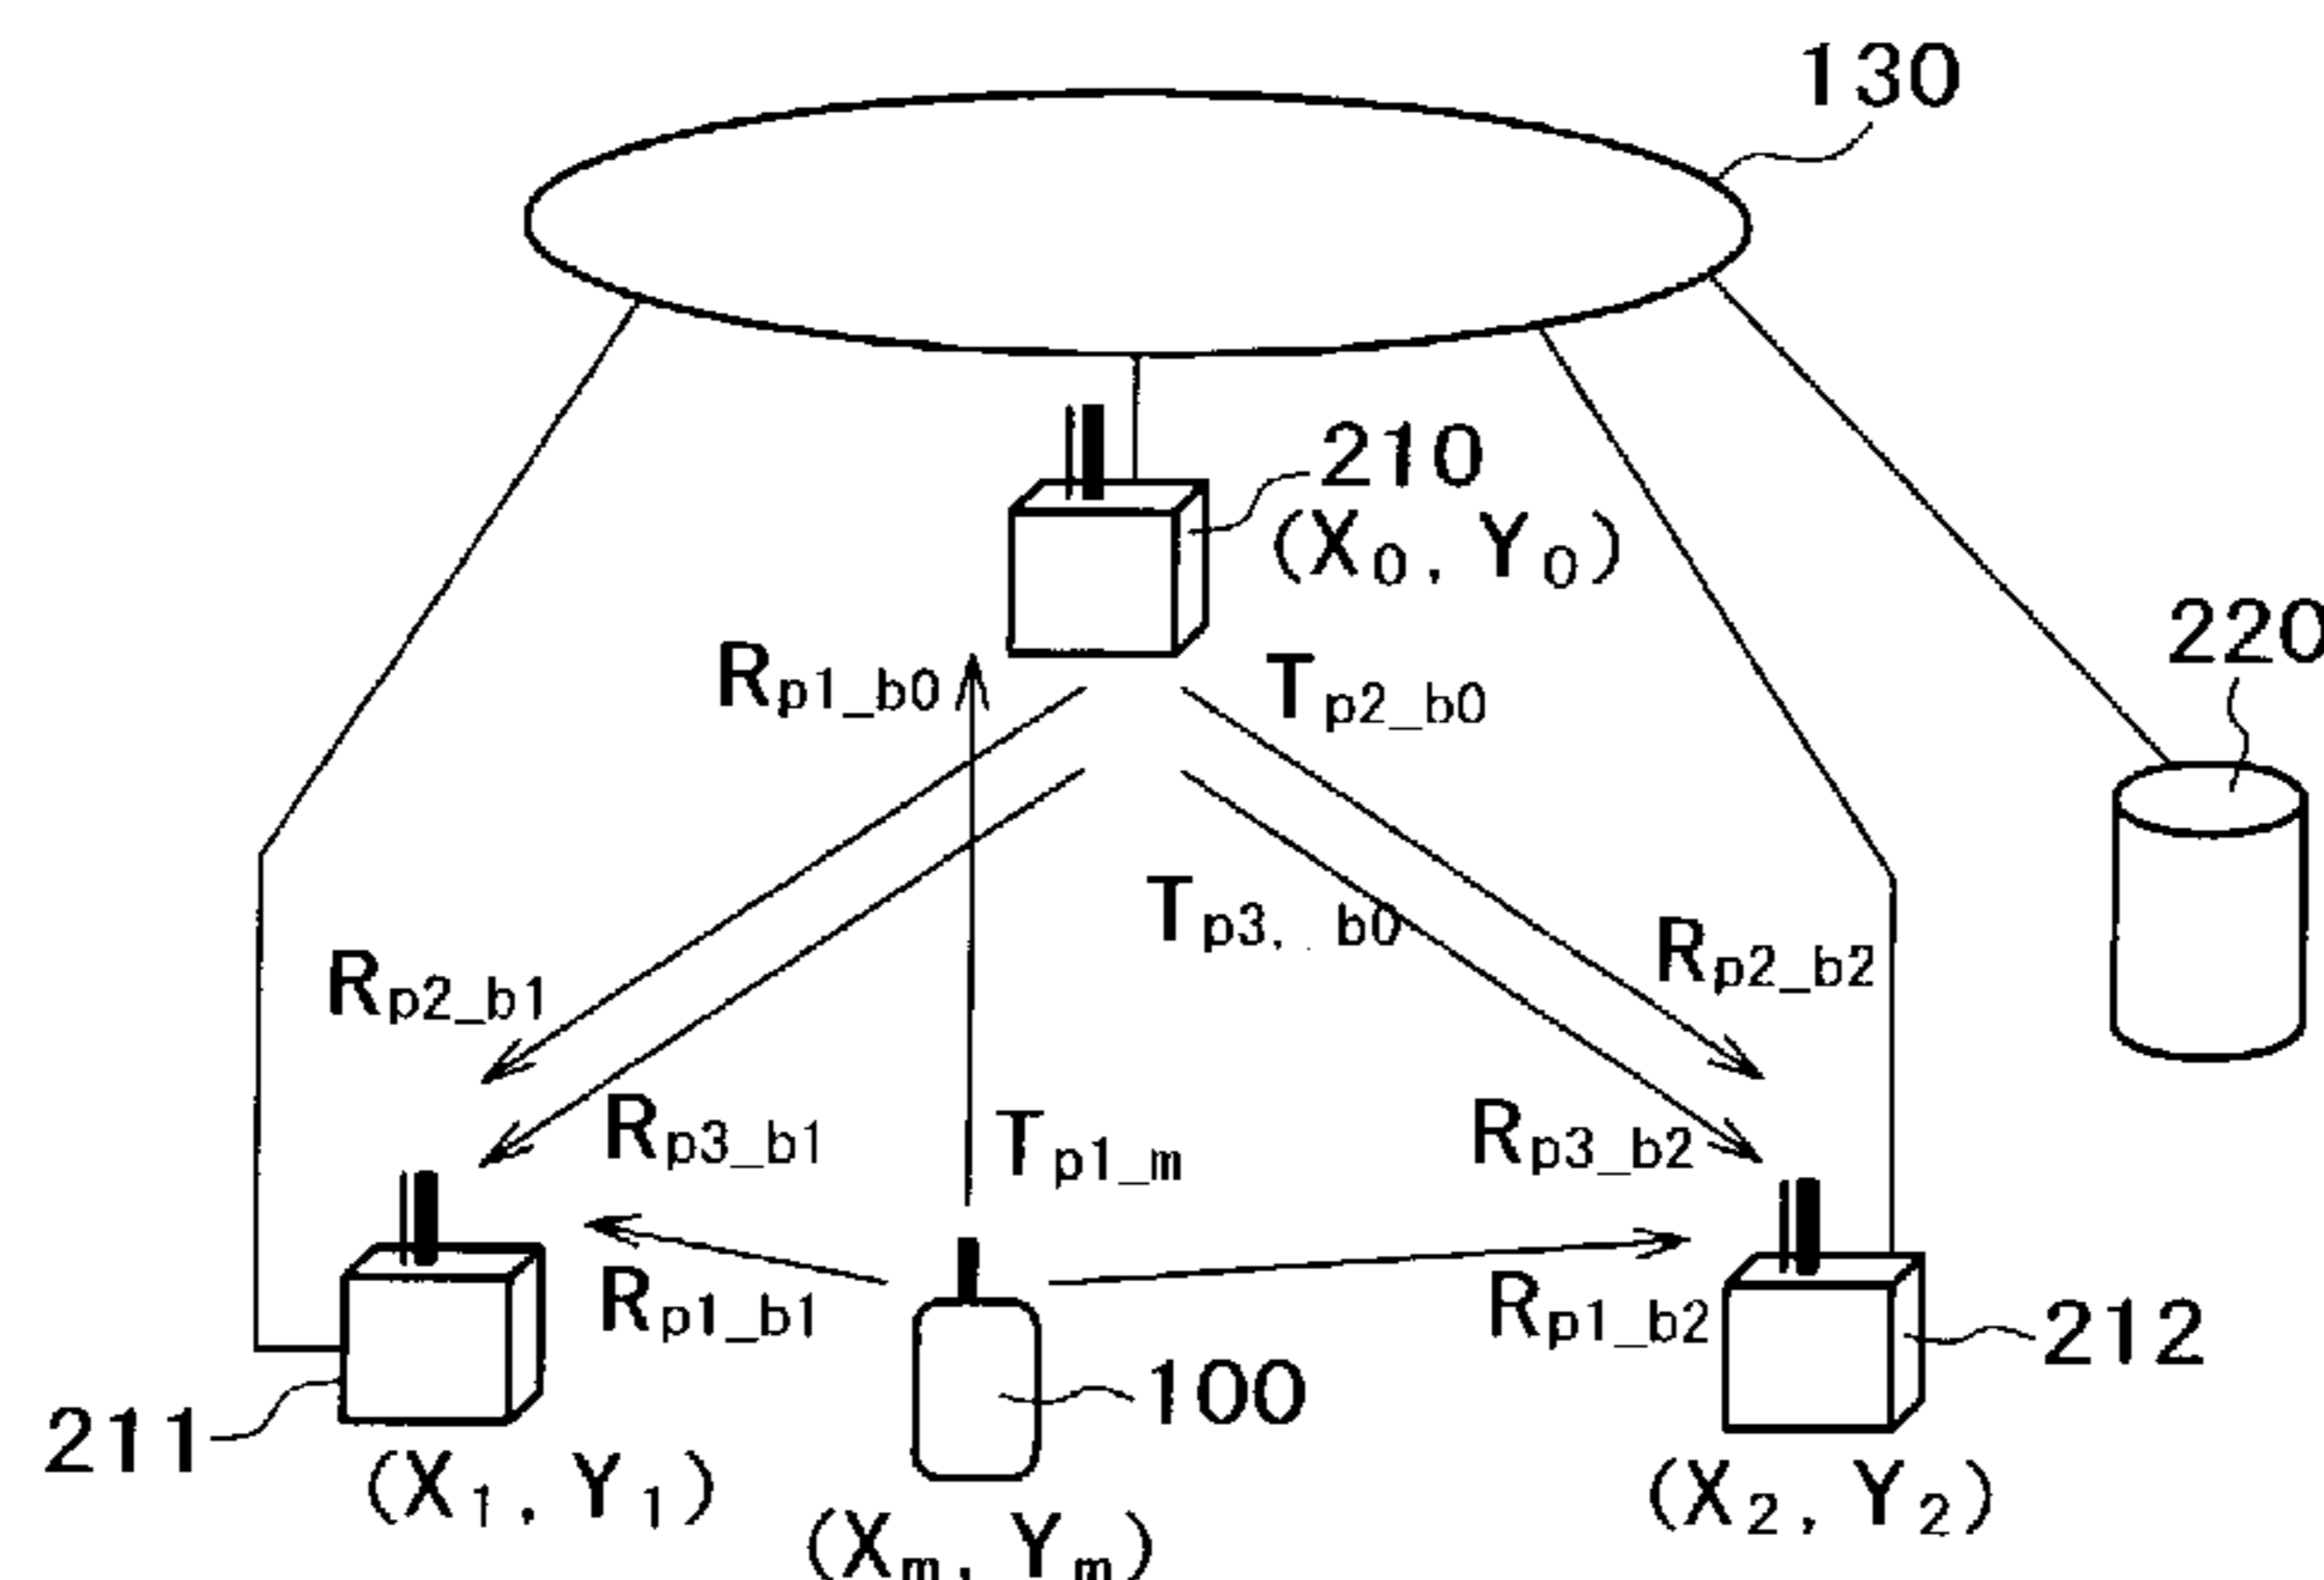 130
210
(X₀, Y₀)
220
Rp1_b0
Tp2_b0
Tp3, b0
Rp2_b1
Rp2_b2
Rp3_b1
Tp1_m
Rp3_b2
Rp1_b1
Rp1_b2
212
100
211
(X₁, Y₁)
(X₂, Y₂)
(Xm, Ym)